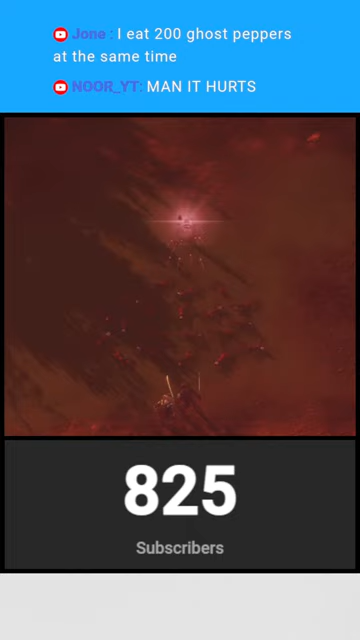 Jone : I eat 200 ghost peppers
at the same time
NOOR_YT: MAN IT HURTS
825
Subscribers